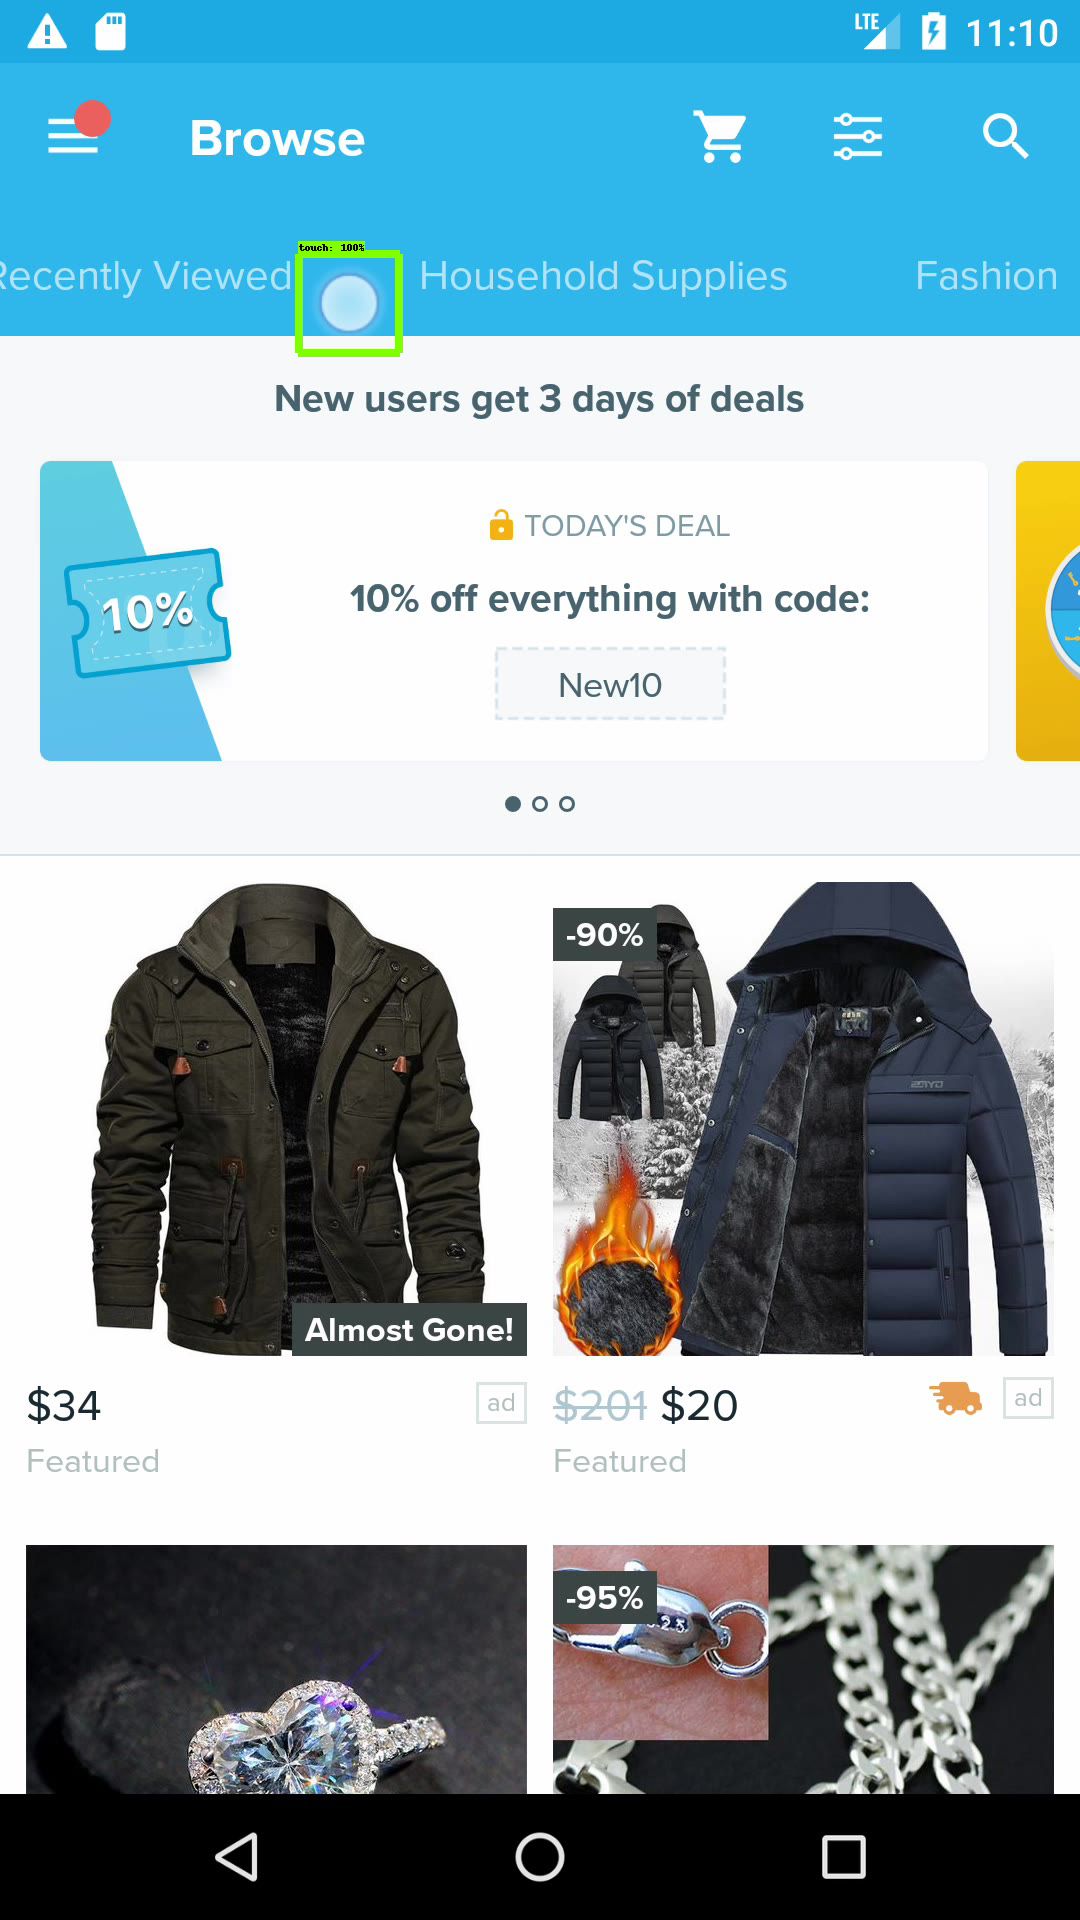 LTE 11:10
Browse
touch: 100%
Recently Viewed Household Supplies Fashion
New users get 3 days of deals
TODAY'S DEAL
10% off everything with code:
10%
New10
-90%
Almost Gone!
$34 ad
Featured
$201 $20 ad
Featured
-95%